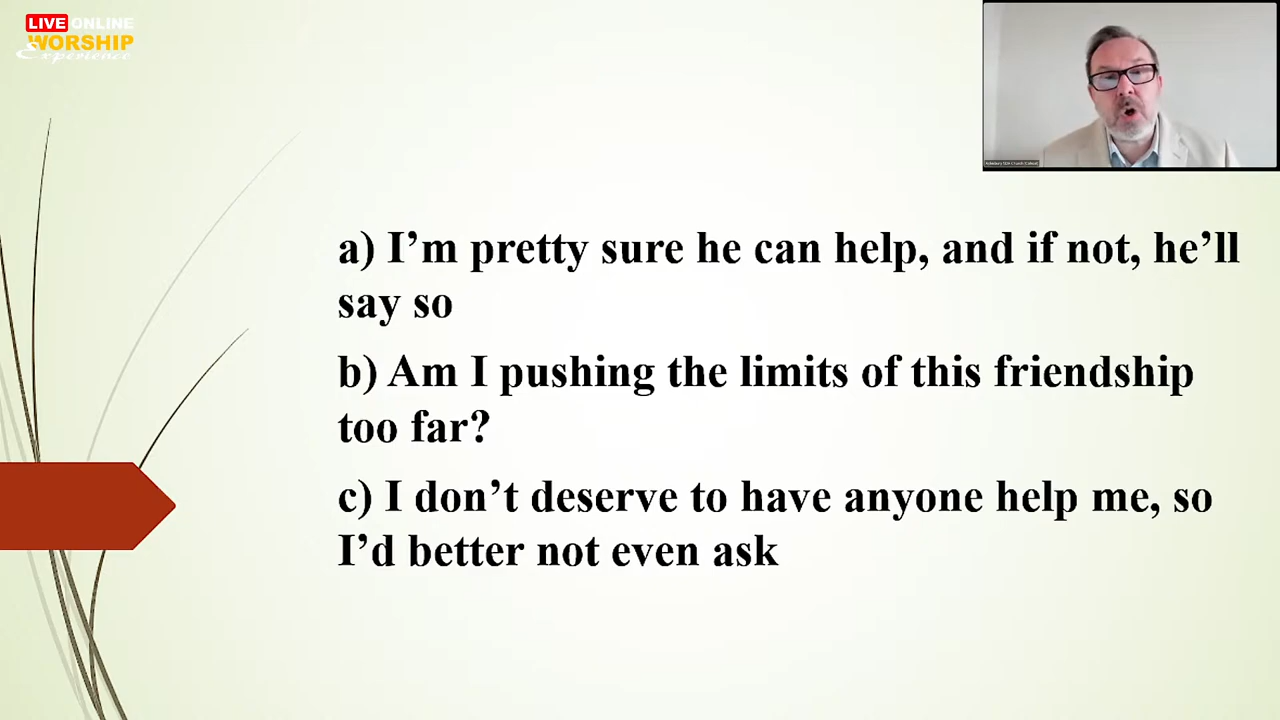 LIVE ONLINE
WORSHIP
Experience
a) I’m pretty sure he can help, and if not, he’ll
say so
b) Am I pushing the limits of this friendship
too far?
c) I don’t deserve to have anyone help me, so
I’d better not even ask